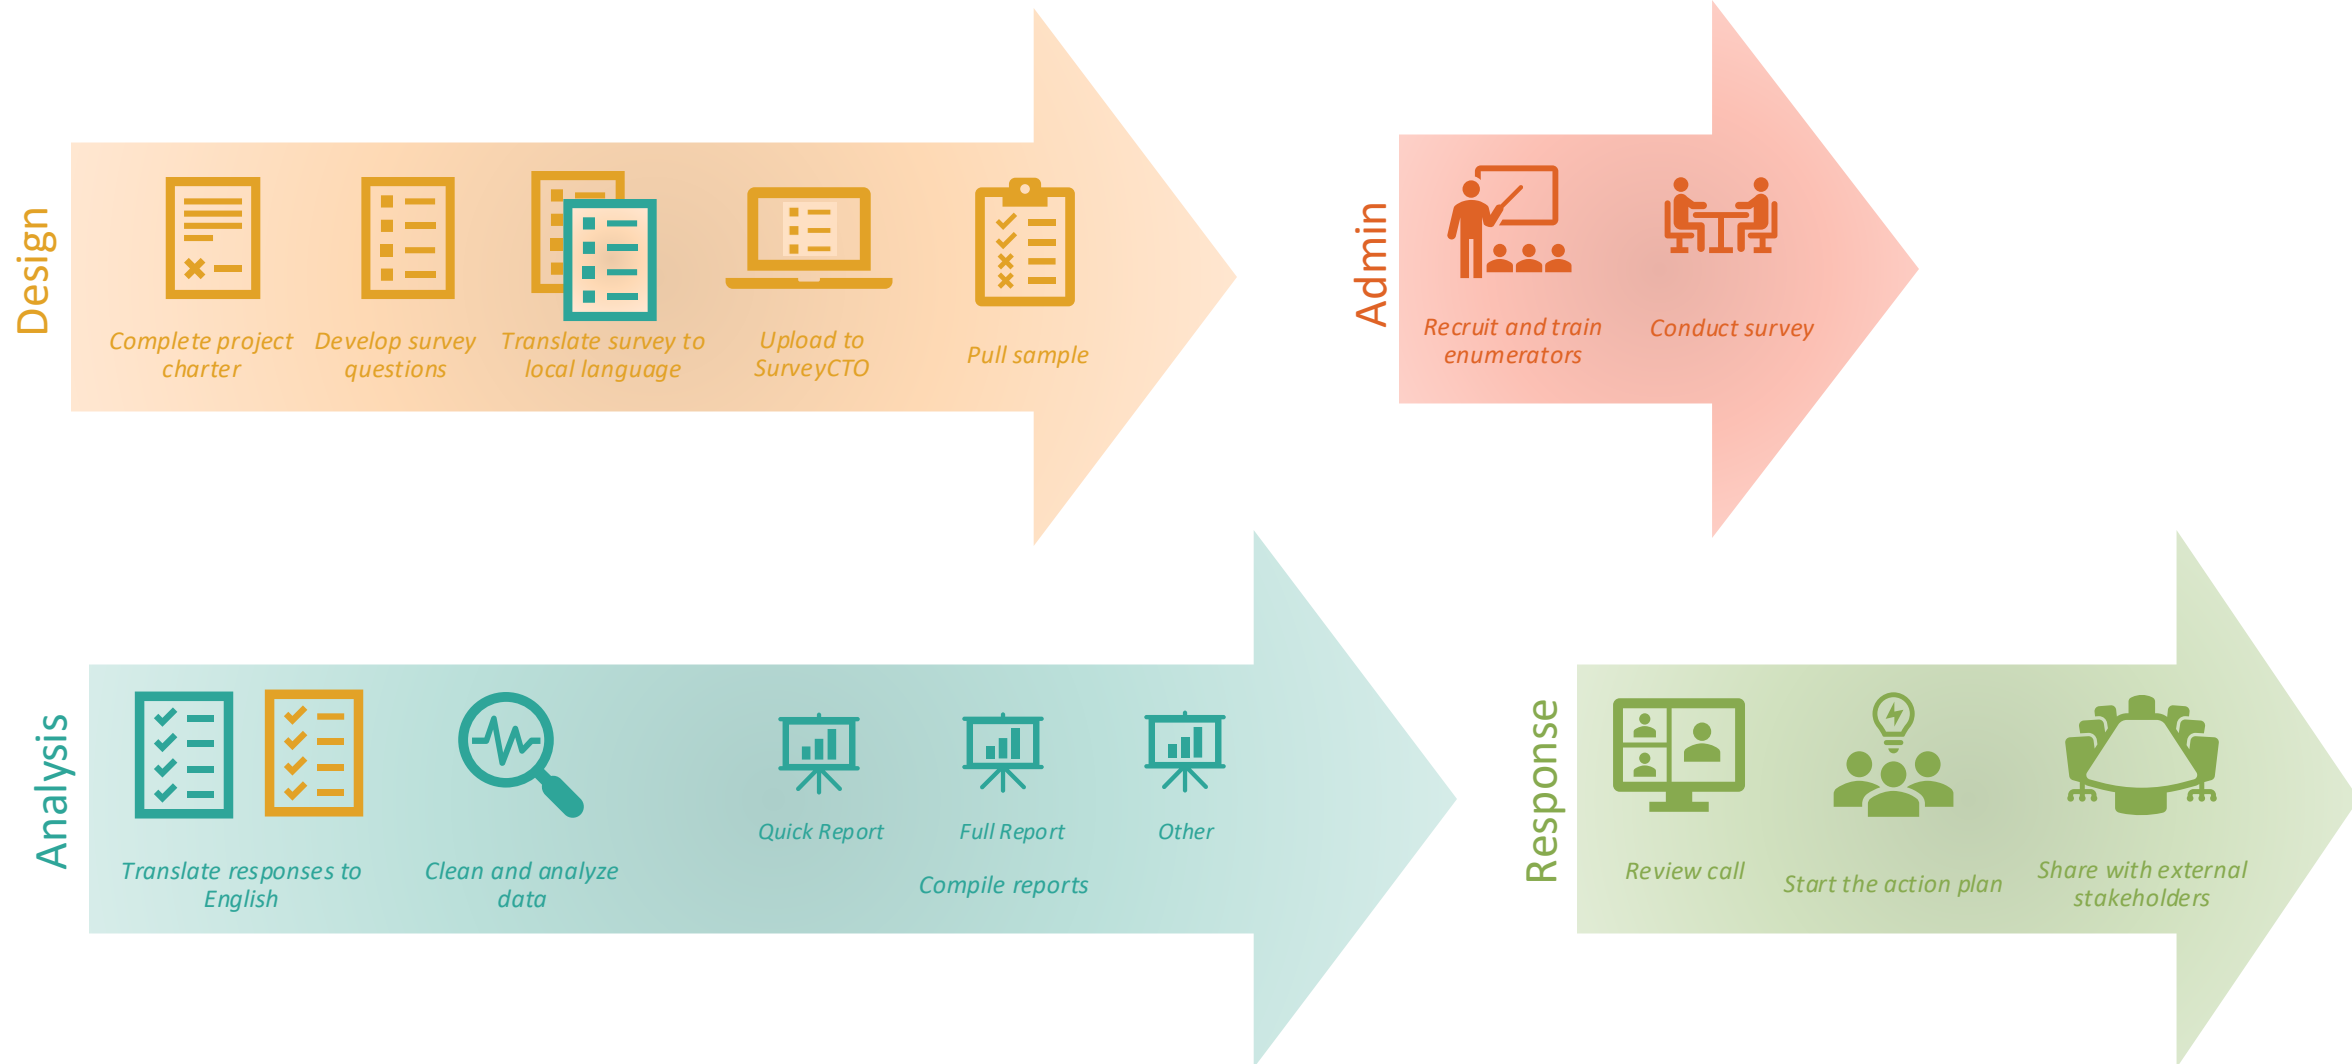 Design
Complete project
charter
Develop survey
questions
Translate survey to
local language
Upload to
SurveyCTO
Pull sample
Admin
Recruit and train
enumerators
Conduct survey
Analysis
Translate responses to
English
Clean and analyze
data
Quick Report
Full Report
Other
Compile reports
Response
Review call
Start the action plan
Share with external
stakeholders